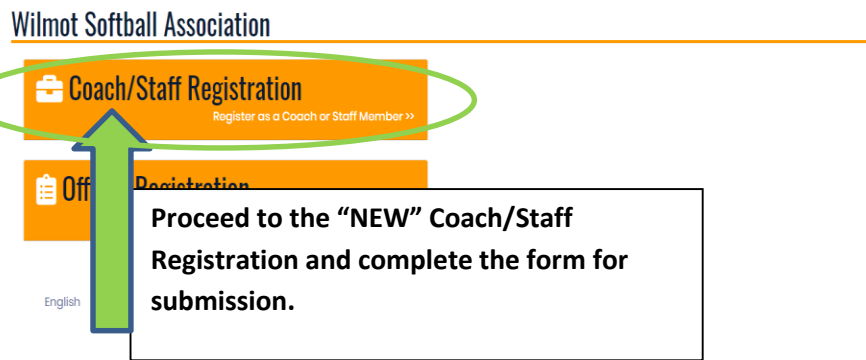 Wilmot Softball Association
Coach/Staff Registration
Register as a Coach or Staff Member >>
Registration
Proceed to the “NEW” Coach/Staff
Registration and complete the form for
submission.
English